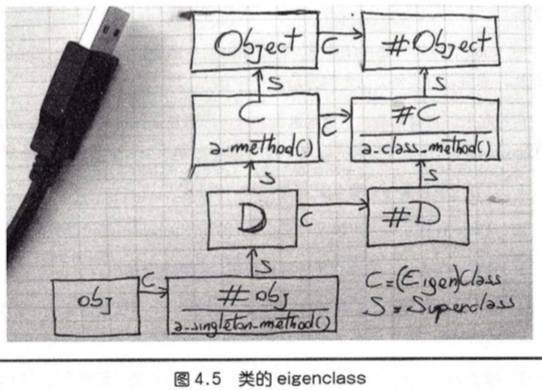 Object
C
#Object
S
S
C
a_method()
C
#C
a_class_method()
S
S
D
C
#D
obj
C
S
#obj
a_singleton_method()
C=(Eigen)Class
S=Superclass
图 4.5 类的 eigenclass